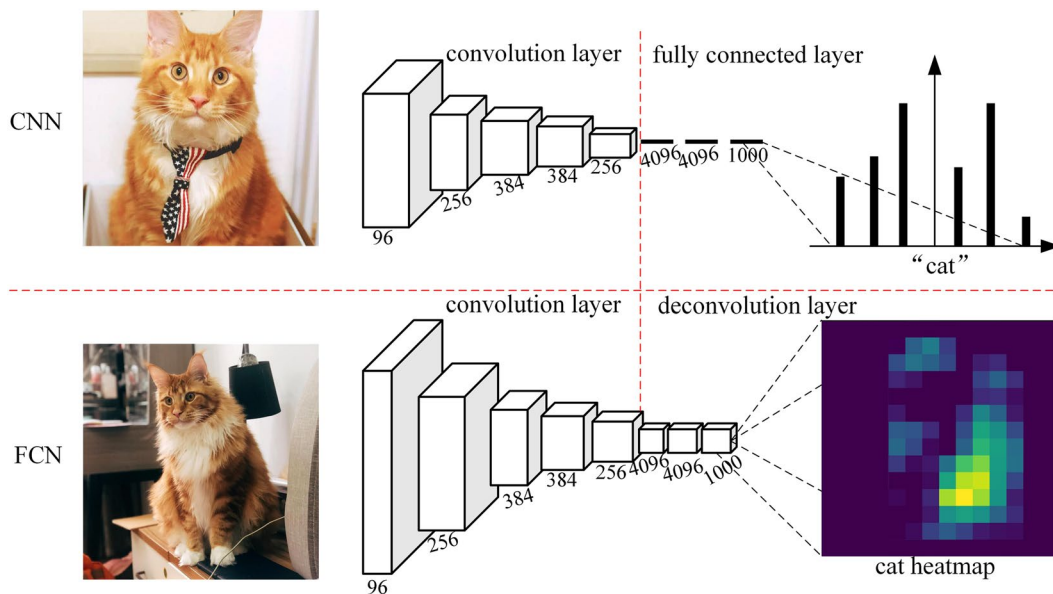 convolution layer
fully connected layer
CNN
96
256
384
384
256
4096
4096
1000
“cat”
convolution layer
deconvolution layer
FCN
96
256
384
384
256
4096
4096
1000
cat heatmap